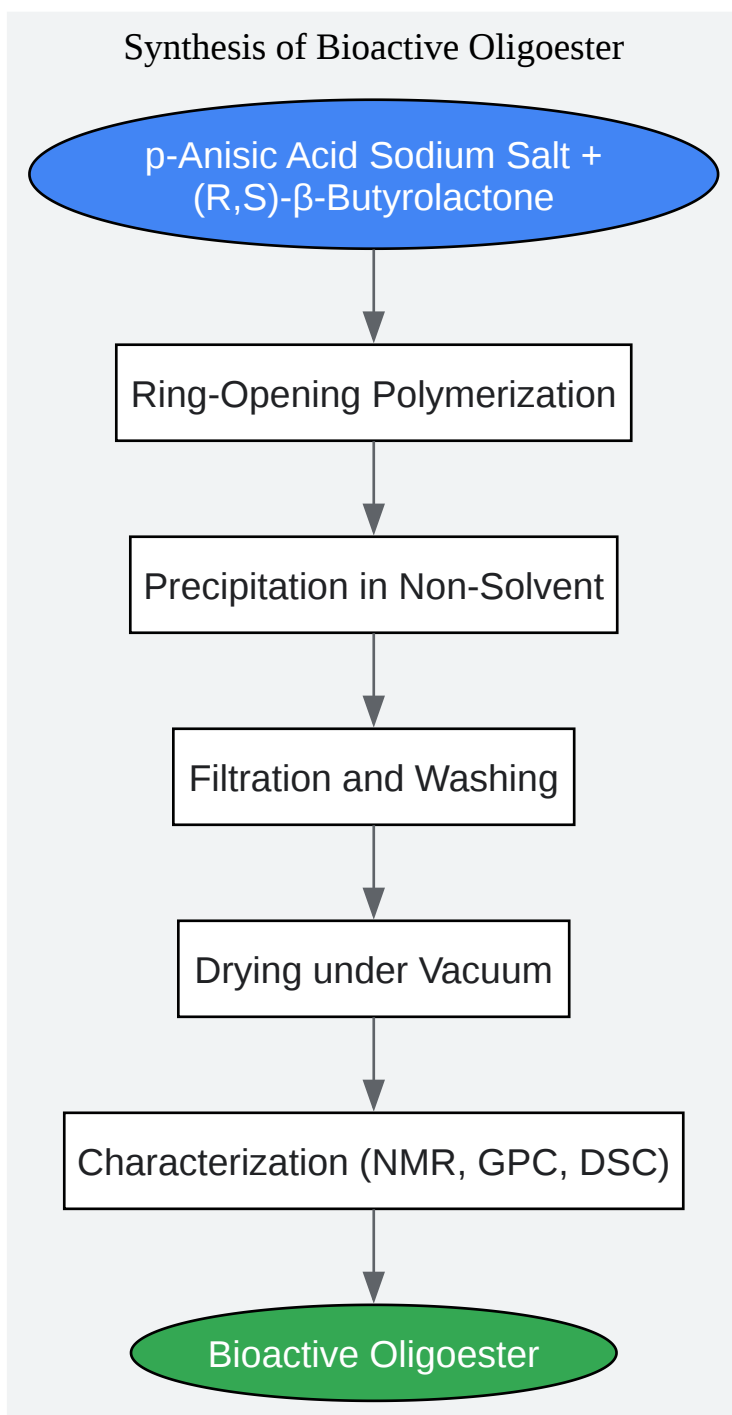 Synthesis of Bioactive Oligoester
p-Anisic Acid Sodium Salt +
(R,S)-β-Butyrolactone
Ring-Opening Polymerization
Precipitation in Non-Solvent
Filtration and Washing
Drying under Vacuum
Characterization (NMR, GPC, DSC)
Bioactive Oligoester